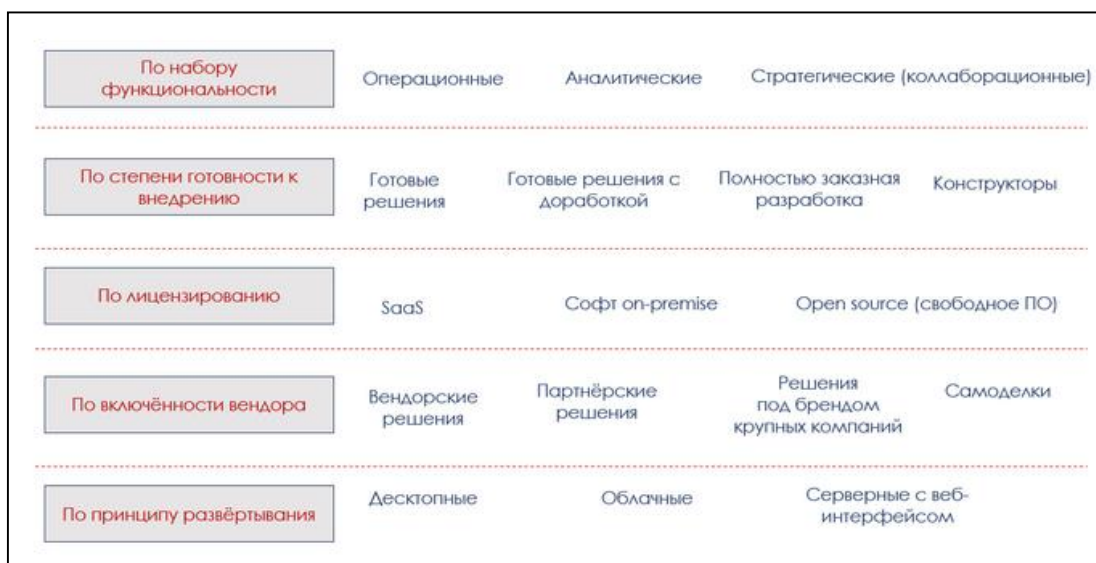 По набору
функциональности
Операционные
Аналитические
Стратегические (коллаборационные)
По степени готовности к
внедрению
Готовые
решения
Готовые решения с
доработкой
Полностью заказная
разработка
Конструкторы
По лицензированию
SaaS
Софт on-premise
Open source (свободное ПО)
По включённости вендора
Вендорские
решения
Партнёрские
решения
Решения
под брендом
крупных компаний
Самоделки
По принципу развёртывания
Десктопные
Облачные
Серверные с веб-
интерфейсом